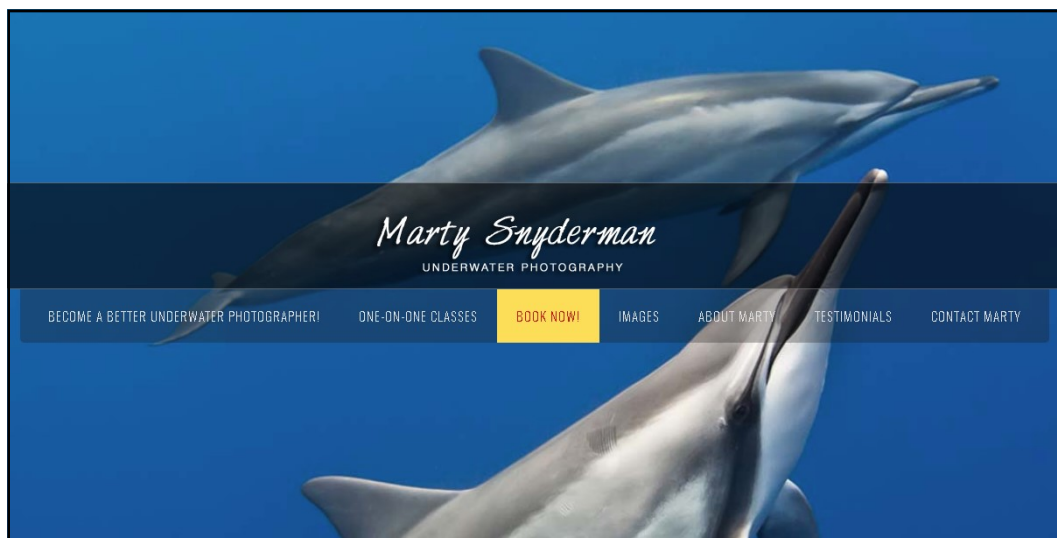 Marty Snyderman
UNDERWATER PHOTOGRAPHY
BECOME A BETTER UNDERWATER PHOTOGRAPHER! ONE-ON-ONE CLASSES BOOK NOW! IMAGES ABOUT MARTY TESTIMONIALS CONTACT MARTY